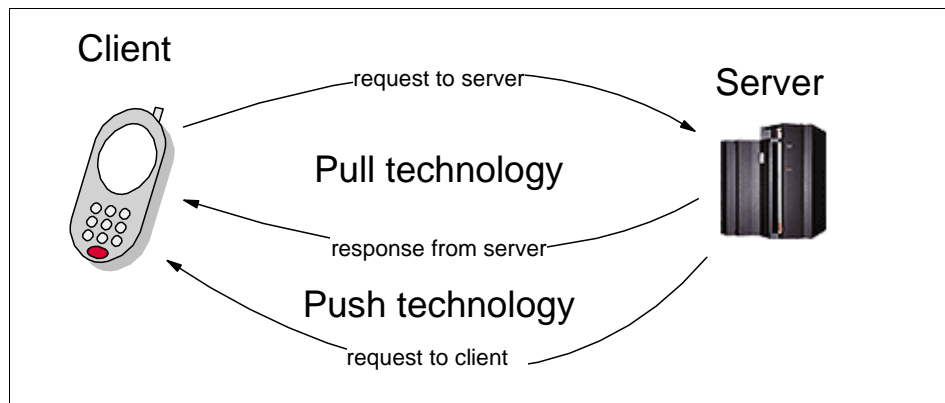 Client
request to server
Server
Pull technology
response from server
Push technology
request to client